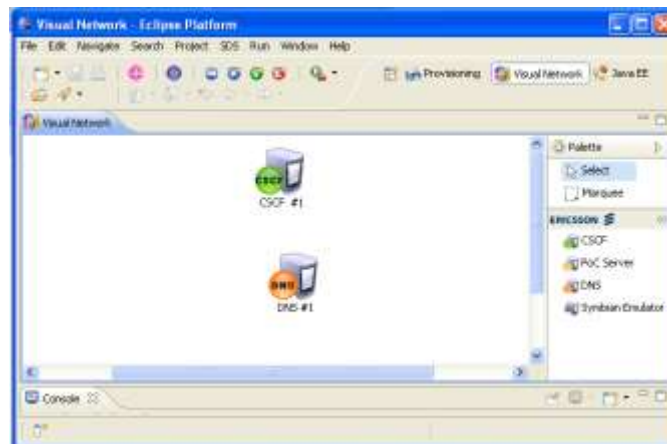 Visual Network - Eclipse Platform
File Edit Navigate Search Project SDS Run Window Help
Provisioning Visual Network Java EE
Visual Network
Palette
Select
Marquee
ERICSSON
CSCF
PoC Server
DNS
Symbian Emulator
CSCF
CSCF #1
DNS
DNS #1
Console